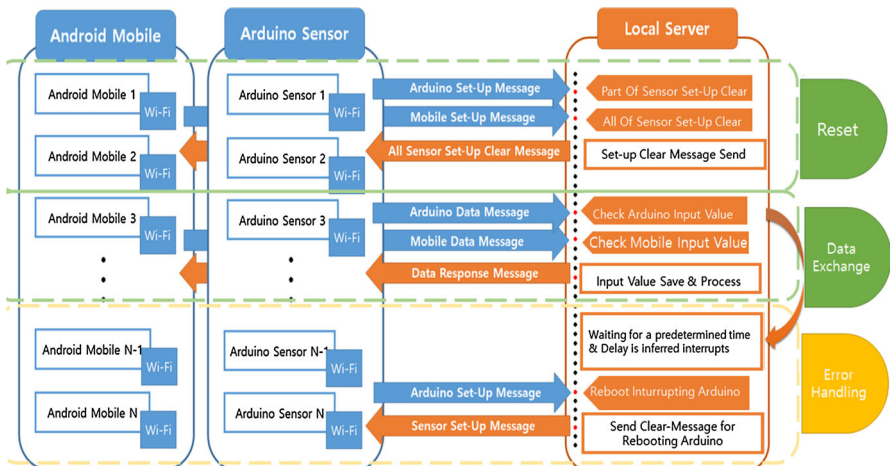 Android Mobile
Arduino Sensor
Local Server
Android Mobile 1
Wi-Fi
Arduino Sensor 1
Wi-Fi
Arduino Set-Up Message
Part Of Sensor Set-Up Clear
Mobile Set-Up Message
All Of Sensor Set-Up Clear
Reset
Android Mobile 2
Wi-Fi
Arduino Sensor 2
Wi-Fi
All Sensor Set-Up Clear Message
Set-up Clear Message Send
Android Mobile 3
Wi-Fi
Arduino Sensor 3
Wi-Fi
Arduino Data Message
Check Arduino Input Value
Mobile Data Message
Check Mobile Input Value
Data Response Message
Input Value Save & Process
Data
Exchange
Android Mobile N-1
Wi-Fi
Arduino Sensor N-1
Wi-Fi
Waiting for a predetermined time
& Delay is inferred interrupts
Arduino Set-Up Message
Reboot Inturrupting Arduino
Error
Handling
Android Mobile N
Wi-Fi
Arduino Sensor N
Wi-Fi
Sensor Set-Up Message
Send Clear-Message for
Rebooting Arduino